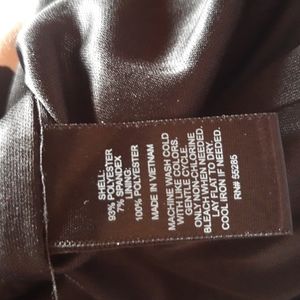 SHELL:
93% POLYESTER
7% SPANDEX
LINING:
100% POLYESTER
MADE IN VIETNAM
MACHINE WASH COLD
WITH LIKE COLORS.
GENTLE CYCLE.
ONLY NON-CHLORINE
BLEACH WHEN NEEDED.
LAY FLAT TO DRY.
COOL IRON IF NEEDED.
RN# 55285